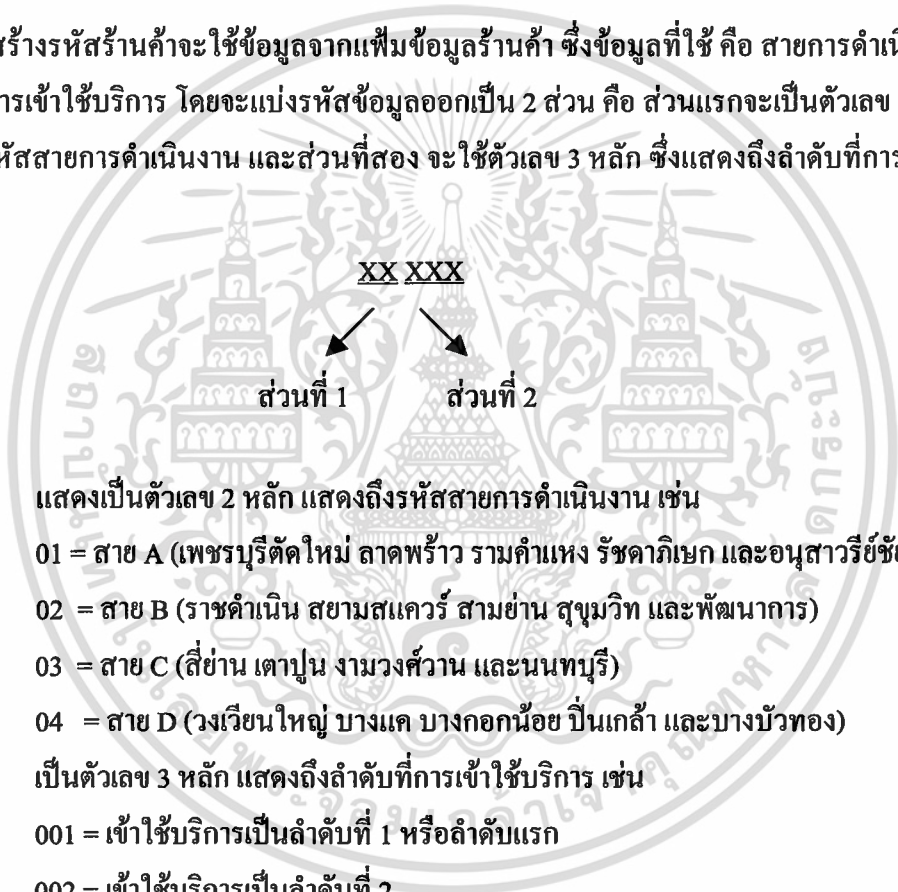 สร้างรหัสร้านค้าจะใช้ข้อมูลจากแฟ้มข้อมูลร้านค้า ซึ่งข้อมูลที่ใช้ คือ สายการดำเนิ
การเข้าใช้บริการ โดยจะแบ่งรหัสข้อมูลออกเป็น 2 ส่วน คือ ส่วนแรกจะเป็นตัวเลข
หัสสายการดำเนินงาน และส่วนที่สอง จะใช้ตัวเลข 3 หลัก ซึ่งแสดงถึงลำดับที่การ
XX XXX
ส่วนที่ 1 ส่วนที่ 2
แสดงเป็นตัวเลข 2 หลัก แสดงถึงรหัสสายการดำเนินงาน เช่น
01 = สาย A (เพชรบุรีตัดใหม่ ลาดพร้าว รามคำแหง รัชดาภิเษก และอนุสาวรีย์ชัย
02 = สาย B (ราชดำเนิน สยามสแควร์ สามย่าน สุขุมวิท และพัฒนาการ)
03 = สาย C (สี่ย่าน เตาปูน งามวงศ์วาน และนนทบุรี)
04 = สาย D (วงเวียนใหญ่ บางแค บางกอกน้อย ปิ่นเกล้า และบางบัวทอง)
เป็นตัวเลข 3 หลัก แสดงถึงลำดับที่การเข้าใช้บริการ เช่น
001 = เข้าใช้บริการเป็นลำดับที่ 1 หรือลำดับแรก
002 = เข้าใช้บริการเป็นลำดับที่ 2